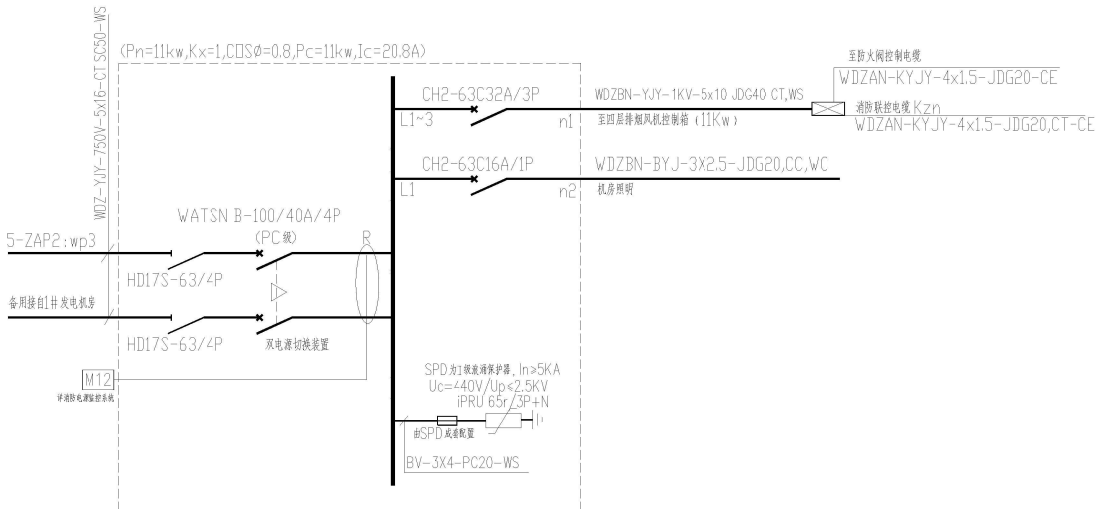 WDZ-YJY-750V-5x16-CT SC50-WS
(Pn=11kw,Kx=1,COSØ=0.8,Pc=11kw,Ic=20.8A)
至防火阀控制电缆
WDZAN-KYJY-4x1.5-JDG20-CE
CH2-63C32A/3P
WDZBN-YJY-1KV-5x10 JDG40 CT,WS
消防联控电缆 Kzn
L1~3
n1
至四层排烟风机控制箱（11Kw）
WDZAN-KYJY-4x1.5-JDG20,CT-CE
CH2-63C16A/1P
WDZBN-BYJ-3X2.5-JDG20,CC,WC
L1
n2
机房照明
WATSN B-100/40A/4P
(PC级)
R
5-ZAP2:wp3
HD17S-63/4P
备用接自1#发电机房
HD17S-63/4P
双电源切换装置
M12
详消防电源监控系统
SPD为I级浪涌保护器, In≥5KA
Uc=440V/Up≤2.5KV
iPRU 65r/3P+N
由SPD成套配置
BV-3X4-PC20-WS